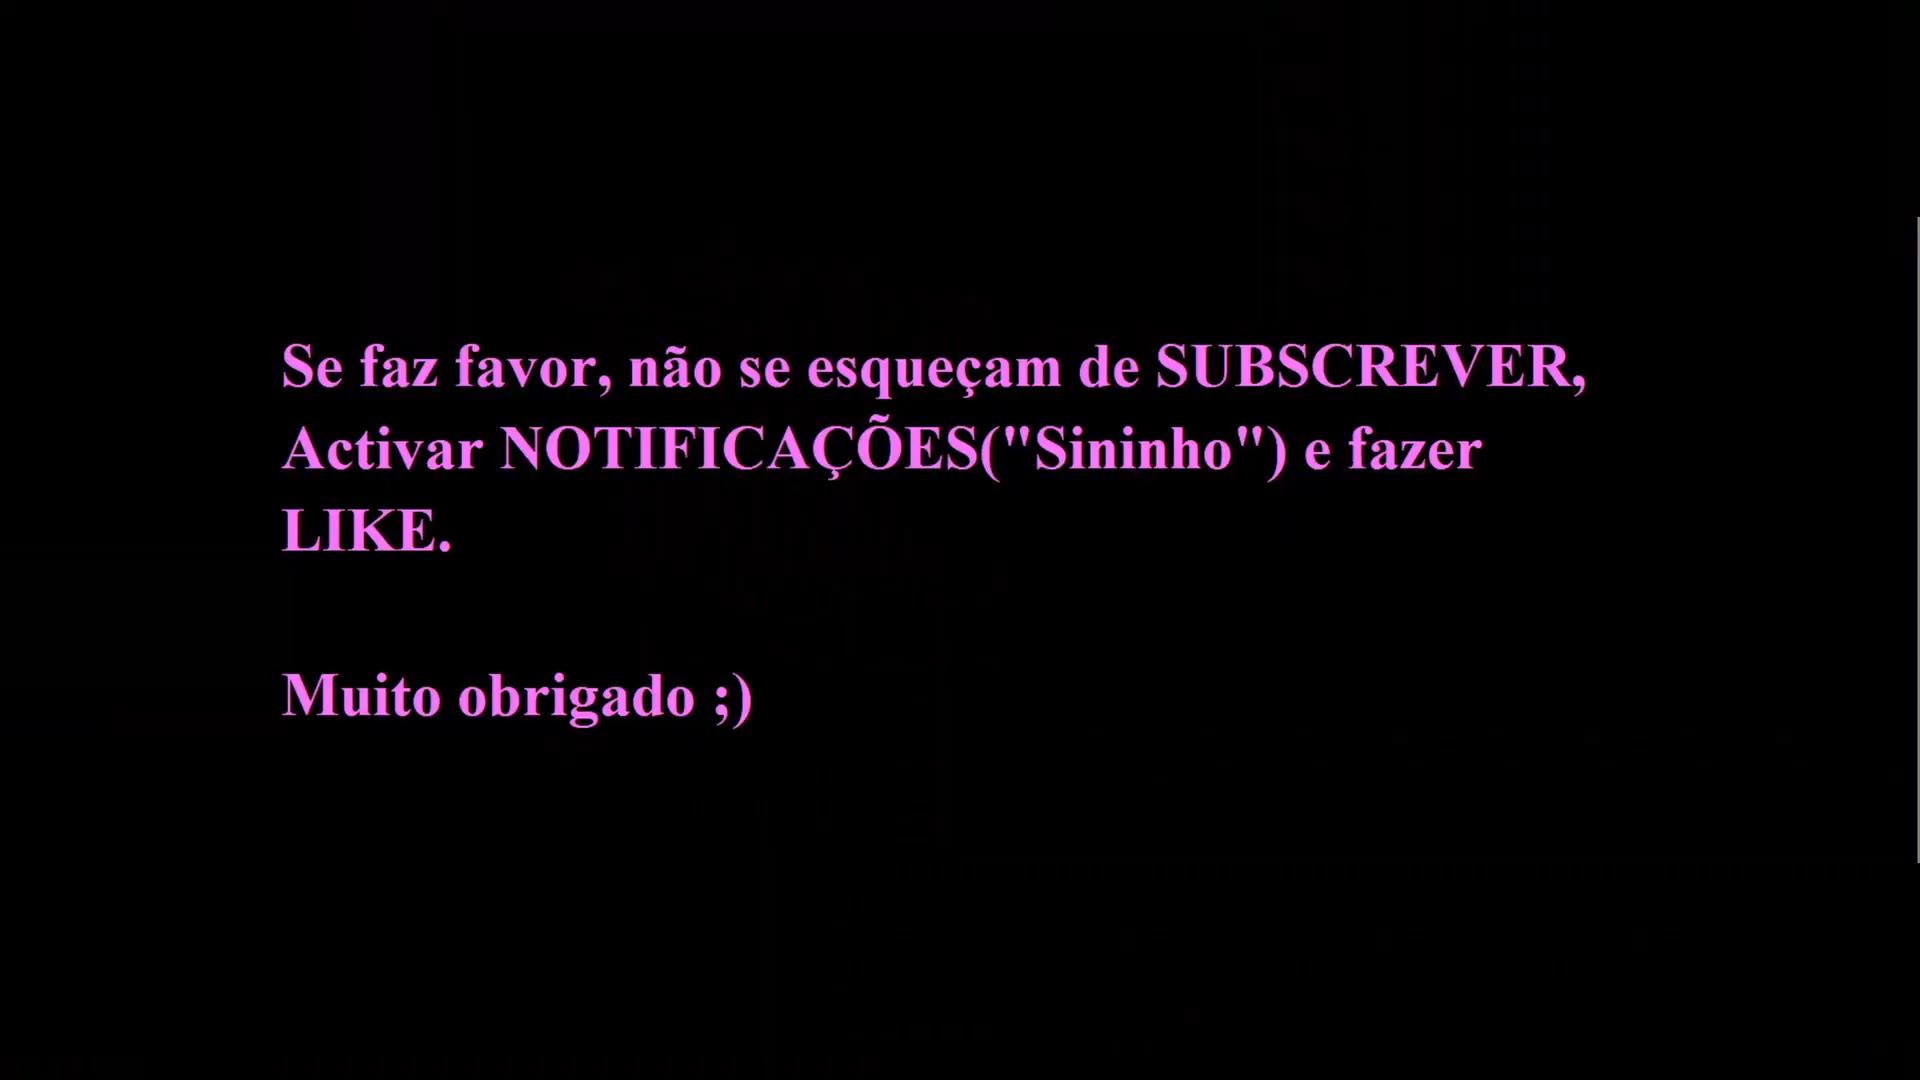 Se faz favor, não se esqueçam de SUBSCREVER,
Activar NOTIFICAÇÕES("Sininho") e fazer
LIKE.
Muito obrigado ;)